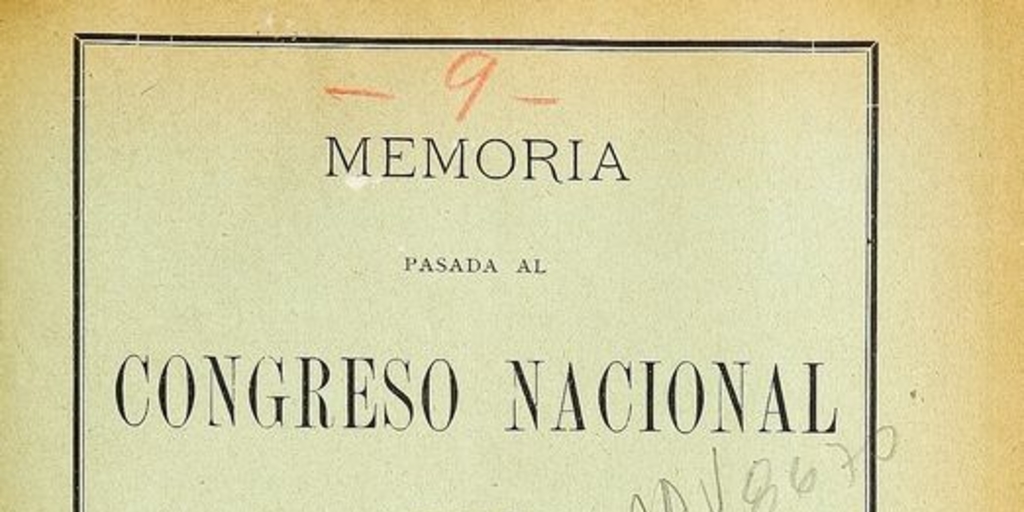 - 9 -
MEMORIA
PASADA AL
CONGRESO NACIONAL